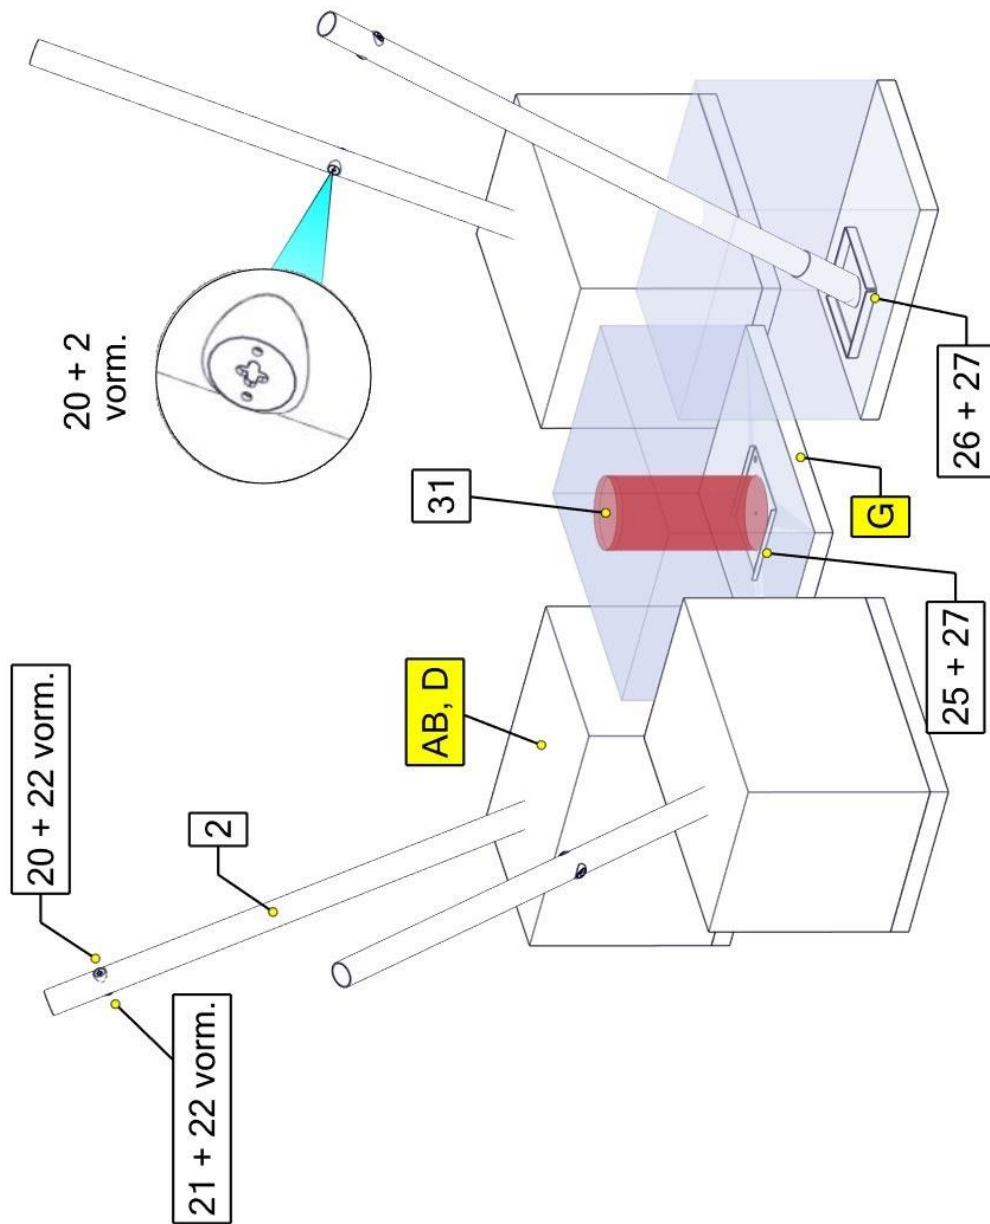 20 + 22 vorm.
20 + 2
vorm.
21 + 22 vorm.
2
AB, D
31
G
25 + 27
26 + 27